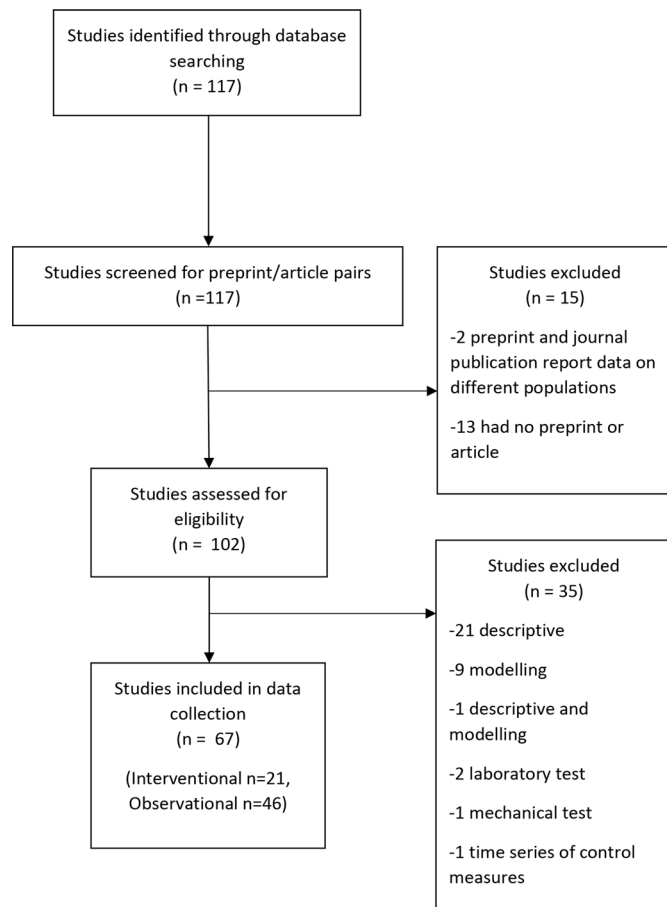 Studies identified through database
searching
(n = 117)
Studies screened for preprint/article pairs
(n =117)
Studies excluded
(n = 15)
-2 preprint and journal
publication report data on
different populations
-13 had no preprint or
article
Studies assessed for
eligibility
(n = 102)
Studies excluded
(n = 35)
-21 descriptive
-9 modelling
-1 descriptive and
modelling
-2 laboratory test
-1 mechanical test
-1 time series of control
measures
Studies included in data
collection
(n = 67)
(Interventional n=21,
Observational n=46)